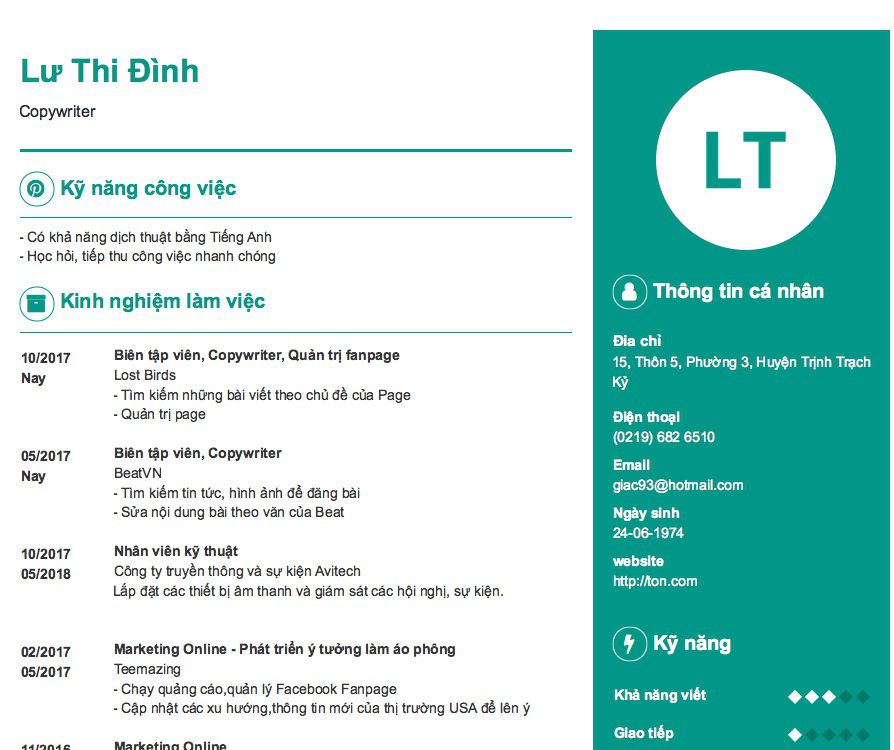 Lư Thi Đình
Copywriter
Kỹ năng công việc
- Có khả năng dịch thuật bằng Tiếng Anh
- Học hỏi, tiếp thu công việc nhanh chóng
Kinh nghiệm làm việc
10/2017
Nay
Biên tập viên, Copywriter, Quản trị fanpage
Lost Birds
- Tìm kiếm những bài viết theo chủ đề của Page
- Quản trị page
05/2017
Nay
Biên tập viên, Copywriter
BeatVN
- Tìm kiếm tin tức, hình ảnh để đăng bài
- Sửa nội dung bài theo văn của Beat
10/2017
05/2018
Nhân viên kỹ thuật
Công ty truyền thông và sự kiện Avitech
Lắp đặt các thiết bị âm thanh và giám sát các hội nghị, sự kiện.
02/2017
05/2017
Marketing Online - Phát triển ý tưởng làm áo phông
Teemazing
- Chạy quảng cáo,quản lý Facebook Fanpage
- Cập nhật các xu hướng,thông tin mới của thị trường USA để lên ý
11/2016
Marketing Online
LT
Thông tin cá nhân
Địa chỉ
15, Thôn 5, Phường 3, Huyện Trịnh Trạch
Kỷ
Điện thoại
(0219) 682 6510
Email
giac93@hotmail.com
Ngày sinh
24-06-1974
website
http://ton.com
Kỹ năng
Khả năng viết
Giao tiếp